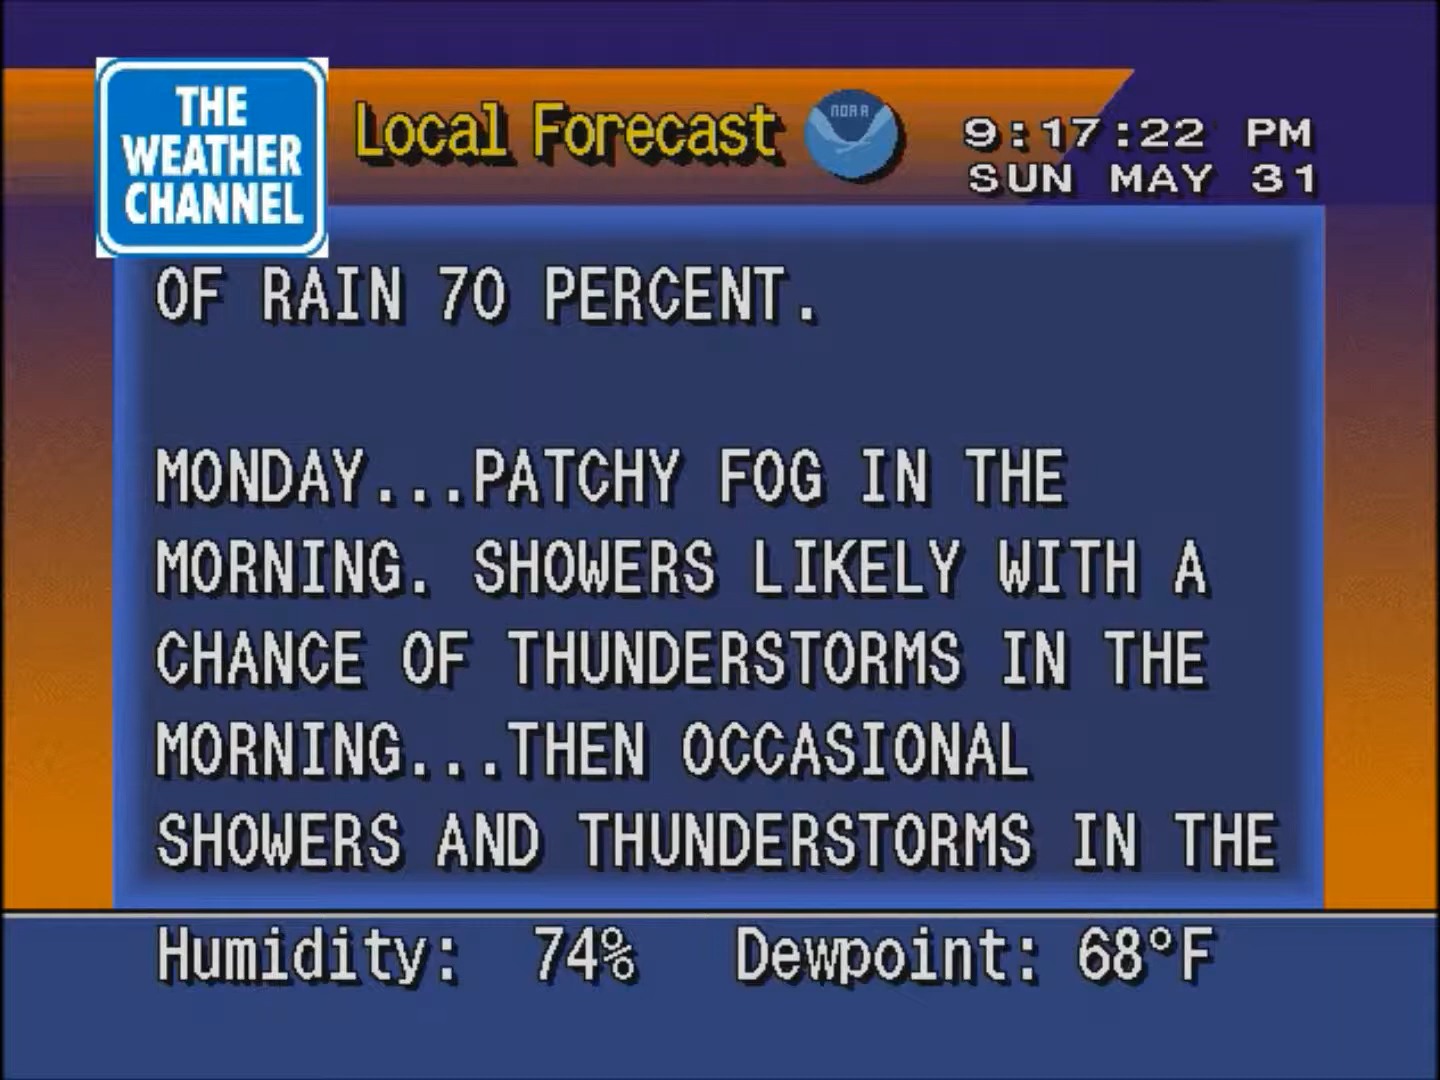 THE
WEATHER
CHANNEL
Local Forecast
NOAA
9:17:22 PM
SUN MAY 31
OF RAIN 70 PERCENT.
MONDAY...PATCHY FOG IN THE
MORNING. SHOWERS LIKELY WITH A
CHANCE OF THUNDERSTORMS IN THE
MORNING...THEN OCCASIONAL
SHOWERS AND THUNDERSTORMS IN THE
Humidity: 74% Dewpoint: 68°F